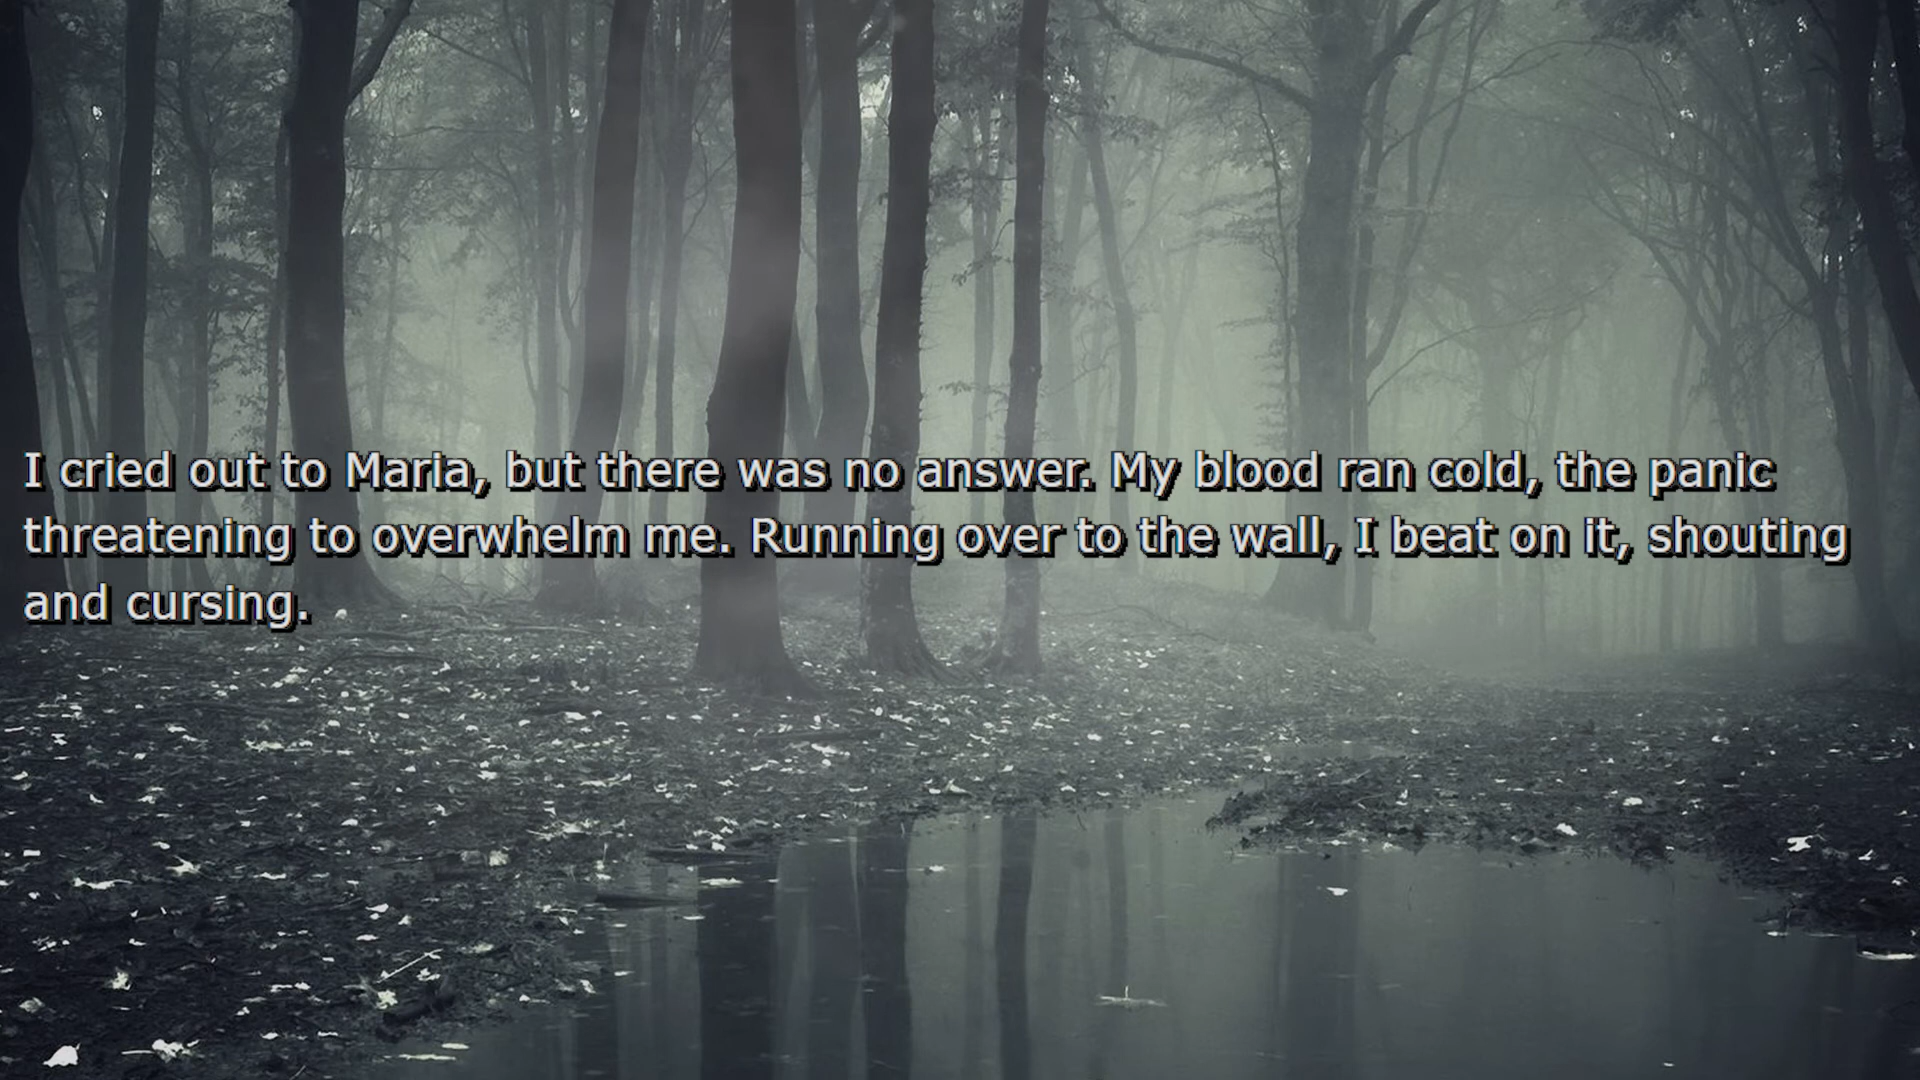 I cried out to Maria, but there was no answer. My blood ran cold, the panic
threatening to overwhelm me. Running over to the wall, I beat on it, shouting
and cursing.